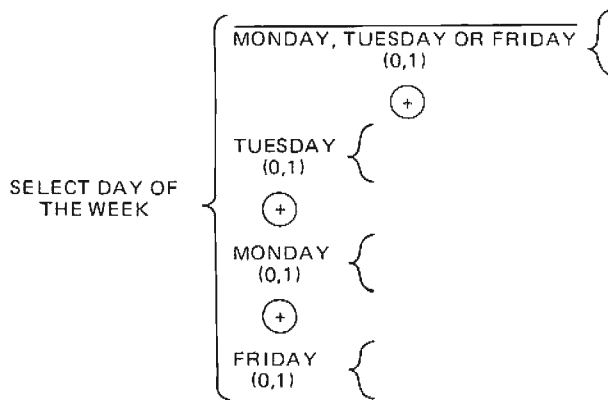 MONDAY, TUESDAY OR FRIDAY
(0,1)
+
TUESDAY
(0,1)
SELECT DAY OF
THE WEEK
+
MONDAY
(0,1)
+
FRIDAY
(0,1)